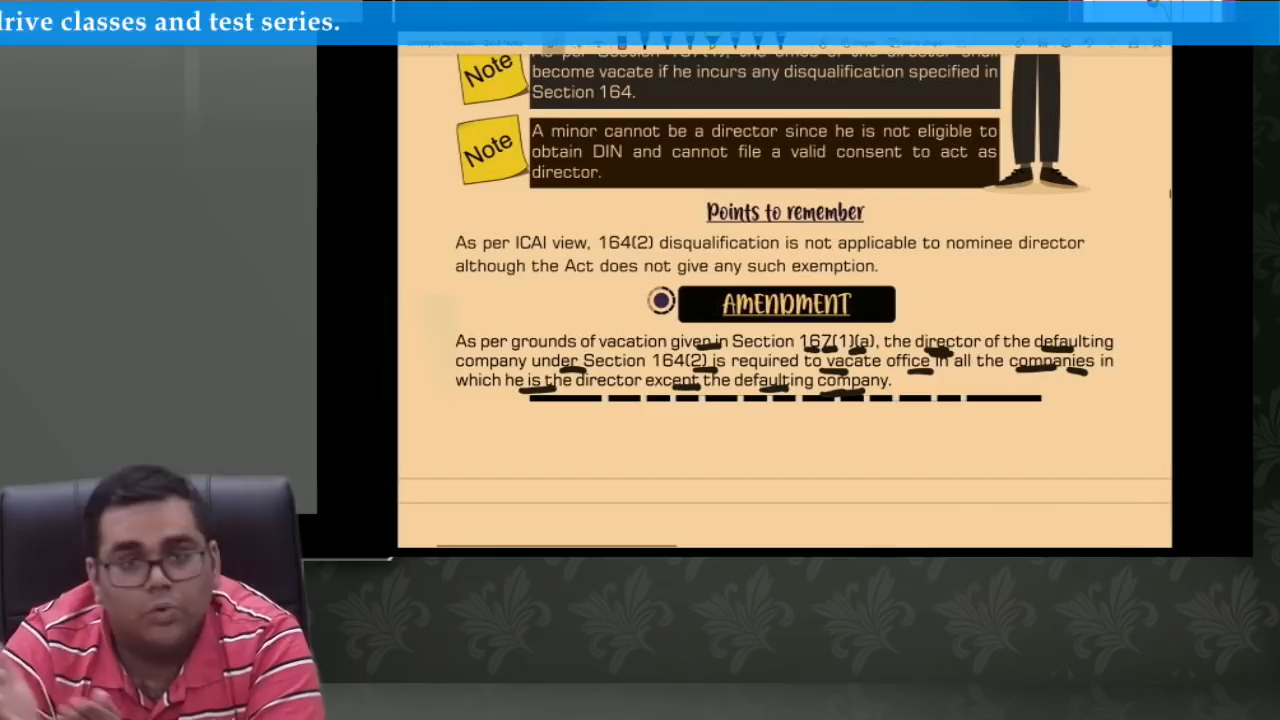 drive classes and test series.
Note
become vacate if he incurs any disqualification specified in
Section 164.
Note
A minor cannot be a director since he is not eligible to
obtain DIN and cannot file a valid consent to act as
director.
Points to remember
As per ICAI view, 164(2) disqualification is not applicable to nominee director
although the Act does not give any such exemption.
AMENDMENT
As per grounds of vacation given in Section 167(1)(a), the director of the defaulting
company under Section 164(2) is required to vacate office in all the companies in
which he is the director except the defaulting company.